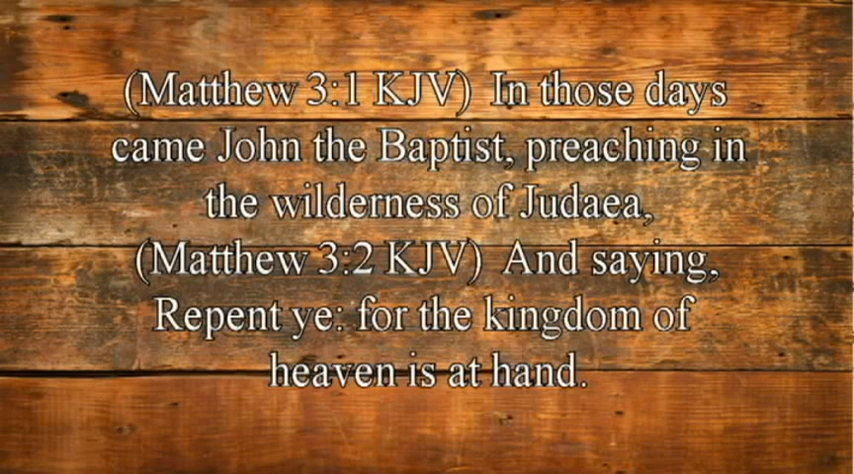 (Matthew 3:1 KJV)  In those days
came John the Baptist, preaching in
the wilderness of Judaea,
(Matthew 3:2 KJV)  And saying,
Repent ye: for the kingdom of
heaven is at hand.